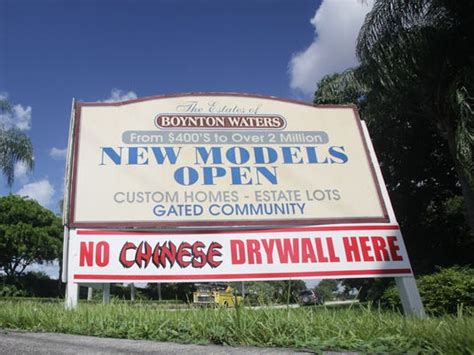 The Estates of
BOYNTON WATERS
From $400'S to Over 2 Million
NEW MODELS
OPEN
CUSTOM HOMES - ESTATE LOTS
GATED COMMUNITY
NO CHINESE DRYWALL HERE